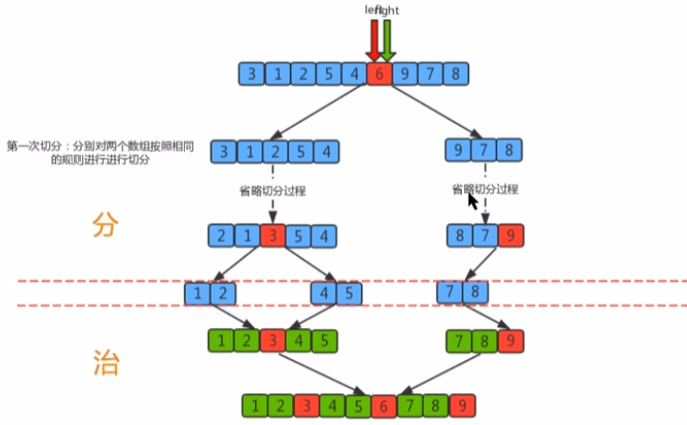 left
right
3 1 2 5 4 6 9 7 8
第一次切分：分别对两个数组按照相同
的规则进行进行切分
3 1 2 5 4
9 7 8
省略切分过程
省略切分过程
分
2 1 3 5 4
8 7 9
1 2
4 5
7 8
治
1 2 3 4 5
7 8 9
1 2 3 4 5 6 7 8 9